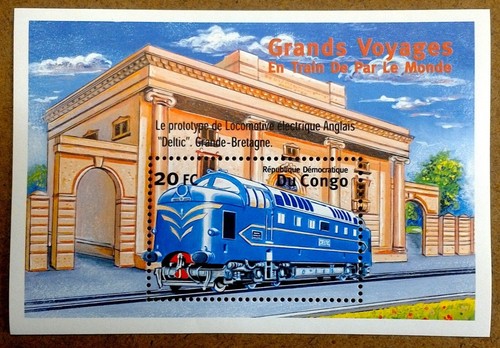 Grands Voyages
En Train De Par Le Monde
Le prototype de Locomotive électrique Anglais
"Deltic". Grande-Bretagne.
20 FC
République Démocratique
Du Congo